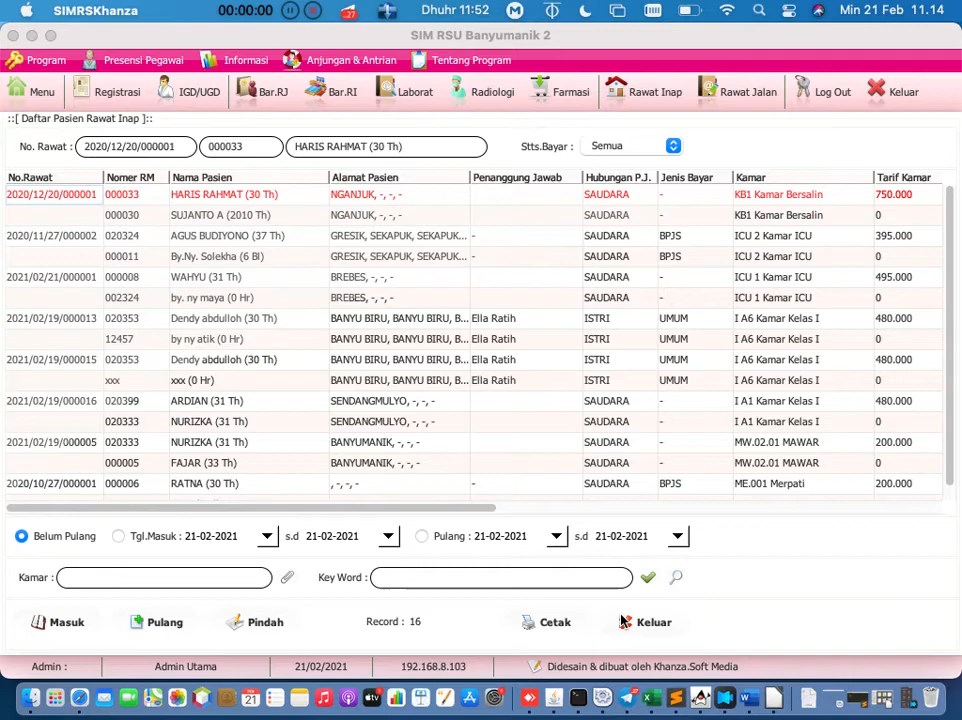 SIMRSKhanza 00:00:00 27 Dhuhr 11:52 Min 21 Feb 11.14
SIM RSU Banyumanik 2
Program Presensi Pegawai Informasi Anjungan & Antrian Tentang Program
Menu Registrasi IGD/UGD Bar.RJ Bar.RI Laborat Radiologi Farmasi Rawat Inap Rawat Jalan Log Out Keluar
::[ Daftar Pasien Rawat Inap ]::
No. Rawat : 2020/12/20/000001 000033 HARIS RAHMAT (30 Th) Stts.Bayar : Semua
No.Rawat Nomer RM Nama Pasien Alamat Pasien Penanggung Jawab Hubungan P.J. Jenis Bayar Kamar Tarif Kamar
2020/12/20/000001 000033 HARIS RAHMAT (30 Th) NGANJUK, -, -, - SAUDARA - KB1 Kamar Bersalin 750.000
000030 SUJANTO A (2010 Th) NGANJUK, -, -, - SAUDARA - KB1 Kamar Bersalin 0
2020/11/27/000002 020324 AGUS BUDIYONO (37 Th) GRESIK, SEKAPUK, SEKAPUK... - SAUDARA BPJS ICU 2 Kamar ICU 395.000
000011 By.Ny. Solekha (6 Bl) GRESIK, SEKAPUK, SEKAPUK... - SAUDARA BPJS ICU 2 Kamar ICU 0
2021/02/21/000001 000008 WAHYU (31 Th) BREBES, -, -, - SAUDARA - ICU 1 Kamar ICU 495.000
002324 by. ny maya (0 Hr) BREBES, -, -, - SAUDARA - ICU 1 Kamar ICU 0
2021/02/19/000013 020353 Dendy abdulloh (30 Th) BANYU BIRU, BANYU BIRU, B... Ella Ratih ISTRI UMUM I A6 Kamar Kelas I 480.000
12457 by ny atik (0 Hr) BANYU BIRU, BANYU BIRU, B... Ella Ratih ISTRI UMUM I A6 Kamar Kelas I 0
2021/02/19/000015 020353 Dendy abdulloh (30 Th) BANYU BIRU, BANYU BIRU, B... Ella Ratih ISTRI UMUM I A6 Kamar Kelas I 480.000
xxx xxx (0 Hr) BANYU BIRU, BANYU BIRU, B... Ella Ratih ISTRI UMUM I A6 Kamar Kelas I 0
2021/02/19/000016 020399 ARDIAN (31 Th) SENDANGMULYO, -, -, - SAUDARA - I A1 Kamar Kelas I 480.000
020333 NURIZKA (31 Th) SENDANGMULYO, -, -, - SAUDARA - I A1 Kamar Kelas I 0
2021/02/19/000005 020333 NURIZKA (31 Th) BANYUMANIK, -, -, - SAUDARA - MW.02.01 MAWAR 200.000
000005 FAJAR (33 Th) BANYUMANIK, -, -, - SAUDARA - MW.02.01 MAWAR 0
2020/10/27/000001 000006 RATNA (30 Th) , -, -, - - SAUDARA BPJS ME.001 Merpati 200.000
Belum Pulang Tgl.Masuk : 21-02-2021 s.d 21-02-2021 Pulang : 21-02-2021 s.d 21-02-2021
Kamar : Key Word :
Masuk Pulang Pindah Record : 16 Cetak Keluar
Admin : Admin Utama 21/02/2021 192.168.8.103 Didesain & dibuat oleh Khanza.Soft Media